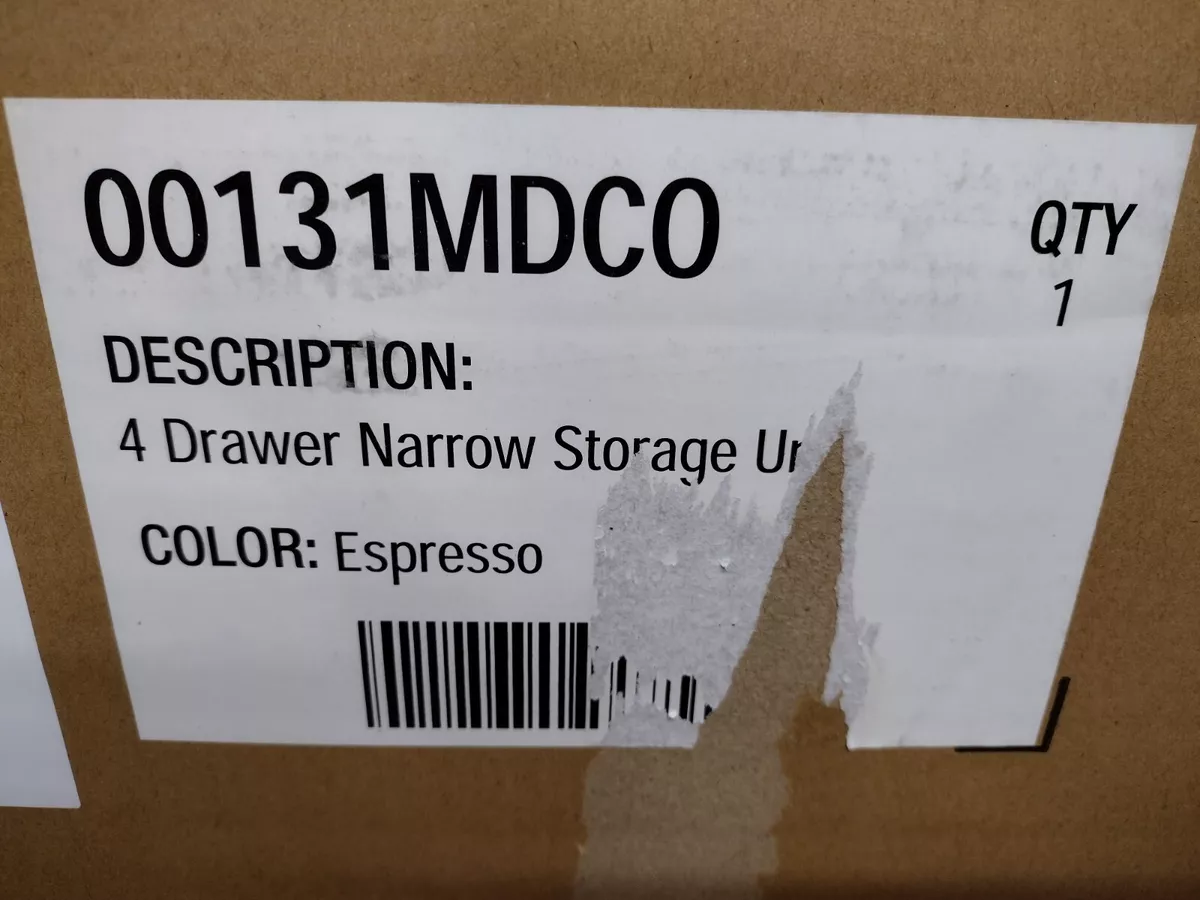 00131MDCO
QTY
1
DESCRIPTION:
4 Drawer Narrow Storage
COLOR: Espresso